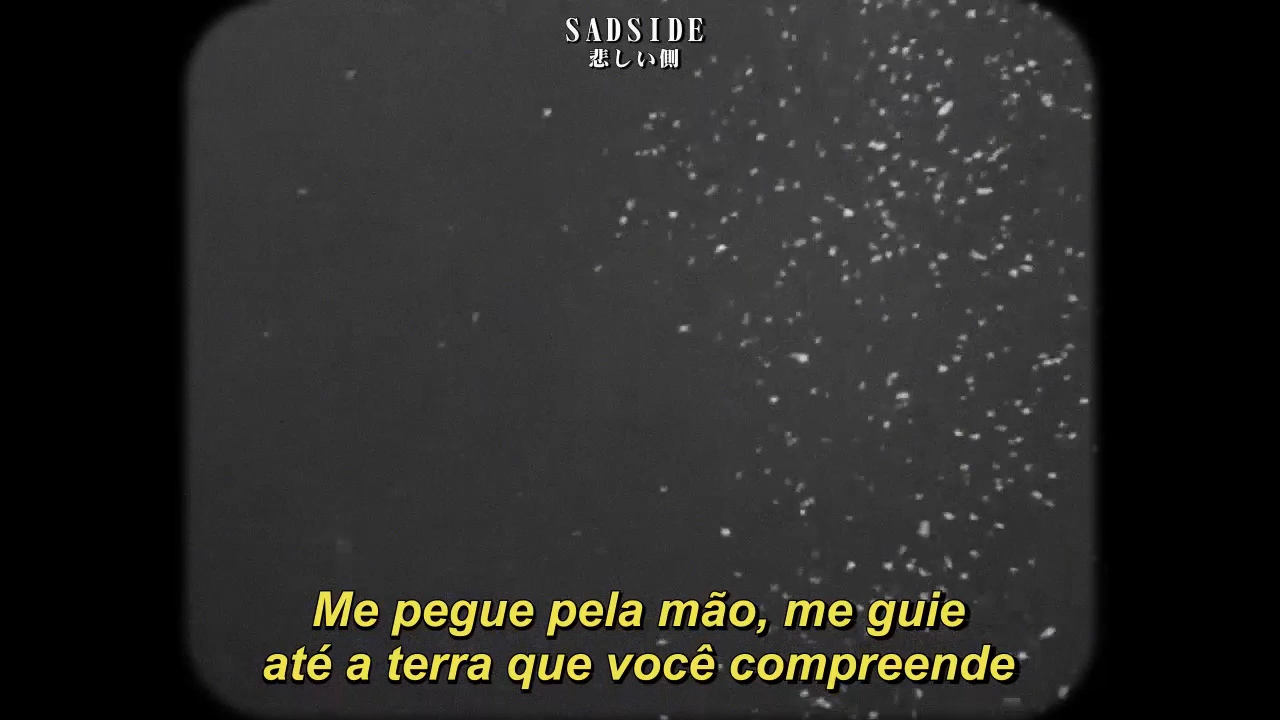 SADSIDE
悲しい側
Me pegue pela mão, me guie
até a terra que você compreende